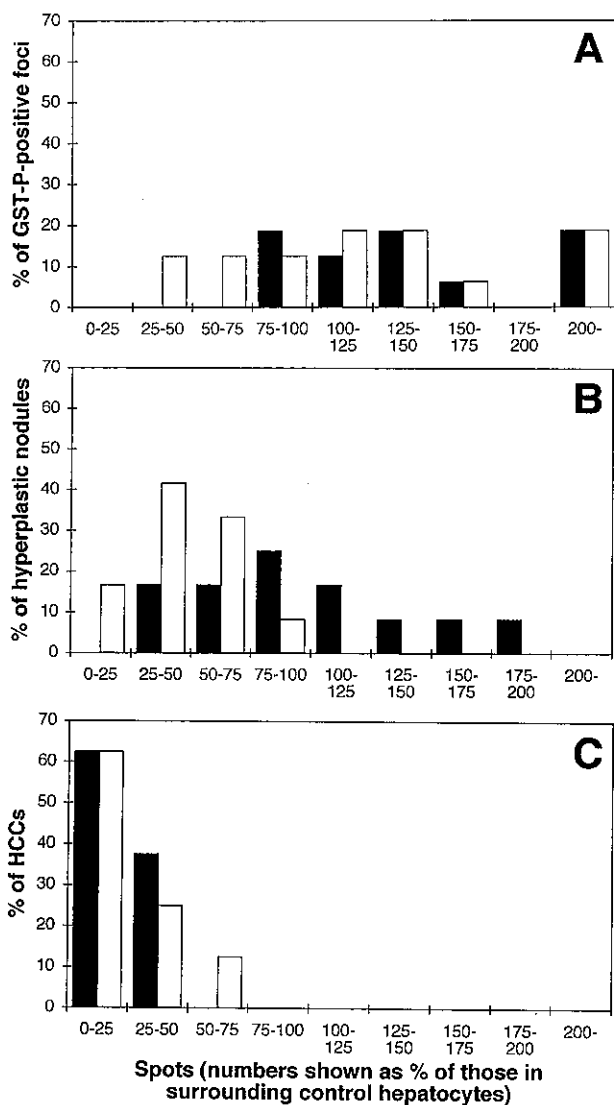 A
% of GST-P-positive foci
70
60
50
40
30
20
10
0
0-25 25-50 50-75 75-100 100-125 125-150 150-175 175-200 200-
B
% of hyperplastic nodules
70
60
50
40
30
20
10
0
0-25 25-50 50-75 75-100 100-125 125-150 150-175 175-200 200-
C
% of HCCs
70
60
50
40
30
20
10
0
0-25 25-50 50-75 75-100 100-125 125-150 150-175 175-200 200-
Spots (numbers shown as % of those in
surrounding control hepatocytes)